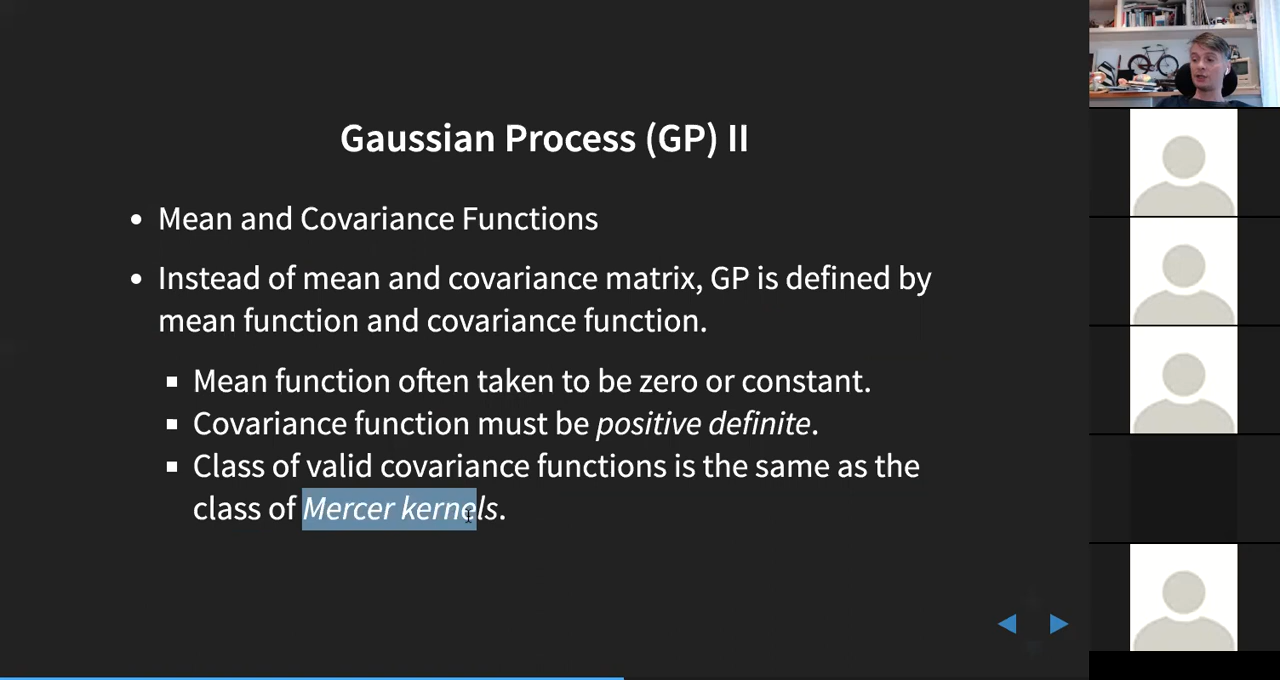 Gaussian Process (GP) II
• Mean and Covariance Functions
• Instead of mean and covariance matrix, GP is defined by
mean function and covariance function.
▪ Mean function often taken to be zero or constant.
▪ Covariance function must be positive definite.
▪ Class of valid covariance functions is the same as the
class of Mercer kernels.